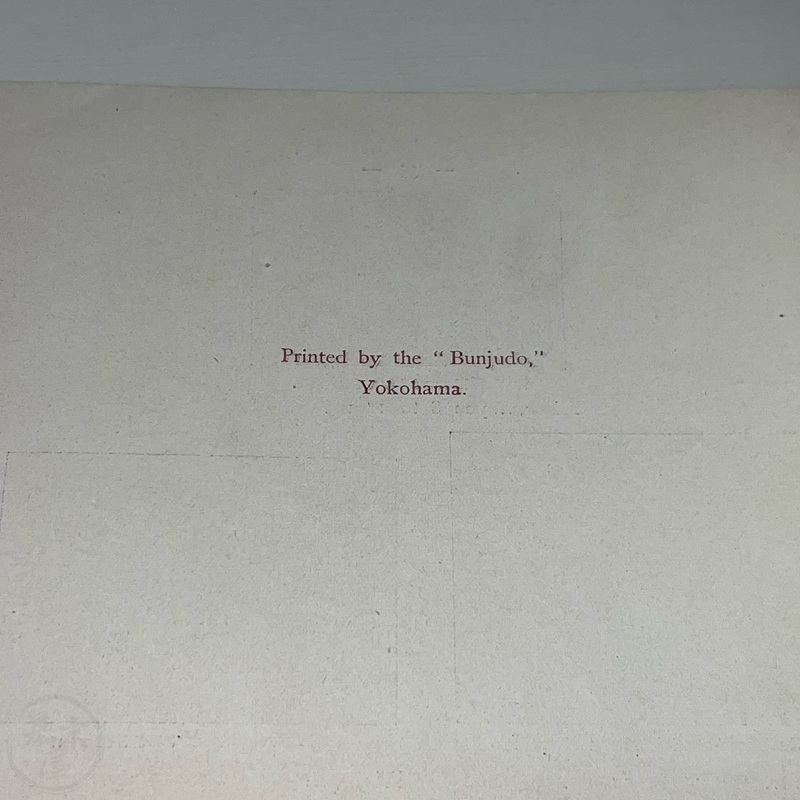 Printed by the “ Bunjudo,”
Yokohama.